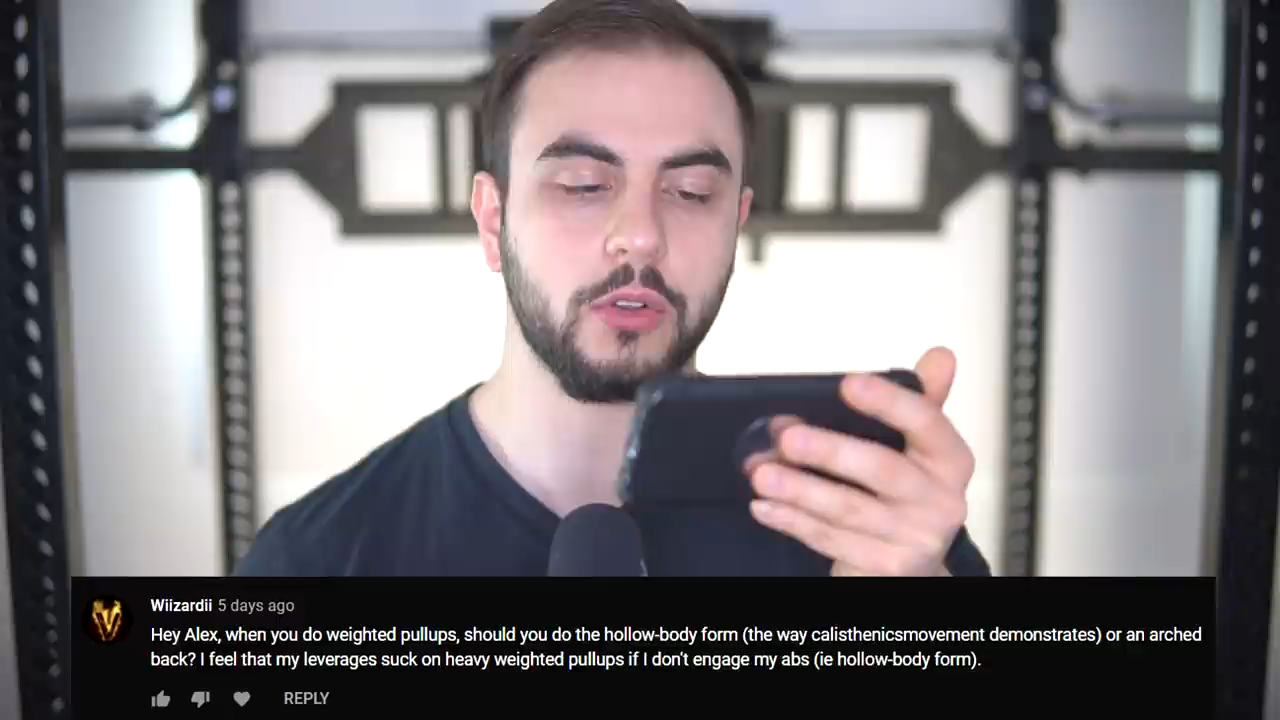 Wiizardii 5 days ago
Hey Alex, when you do weighted pullups, should you do the hollow-body form (the way calisthenicsmovement demonstrates) or an arched
back? I feel that my leverages suck on heavy weighted pullups if I don't engage my abs (ie hollow-body form).
REPLY